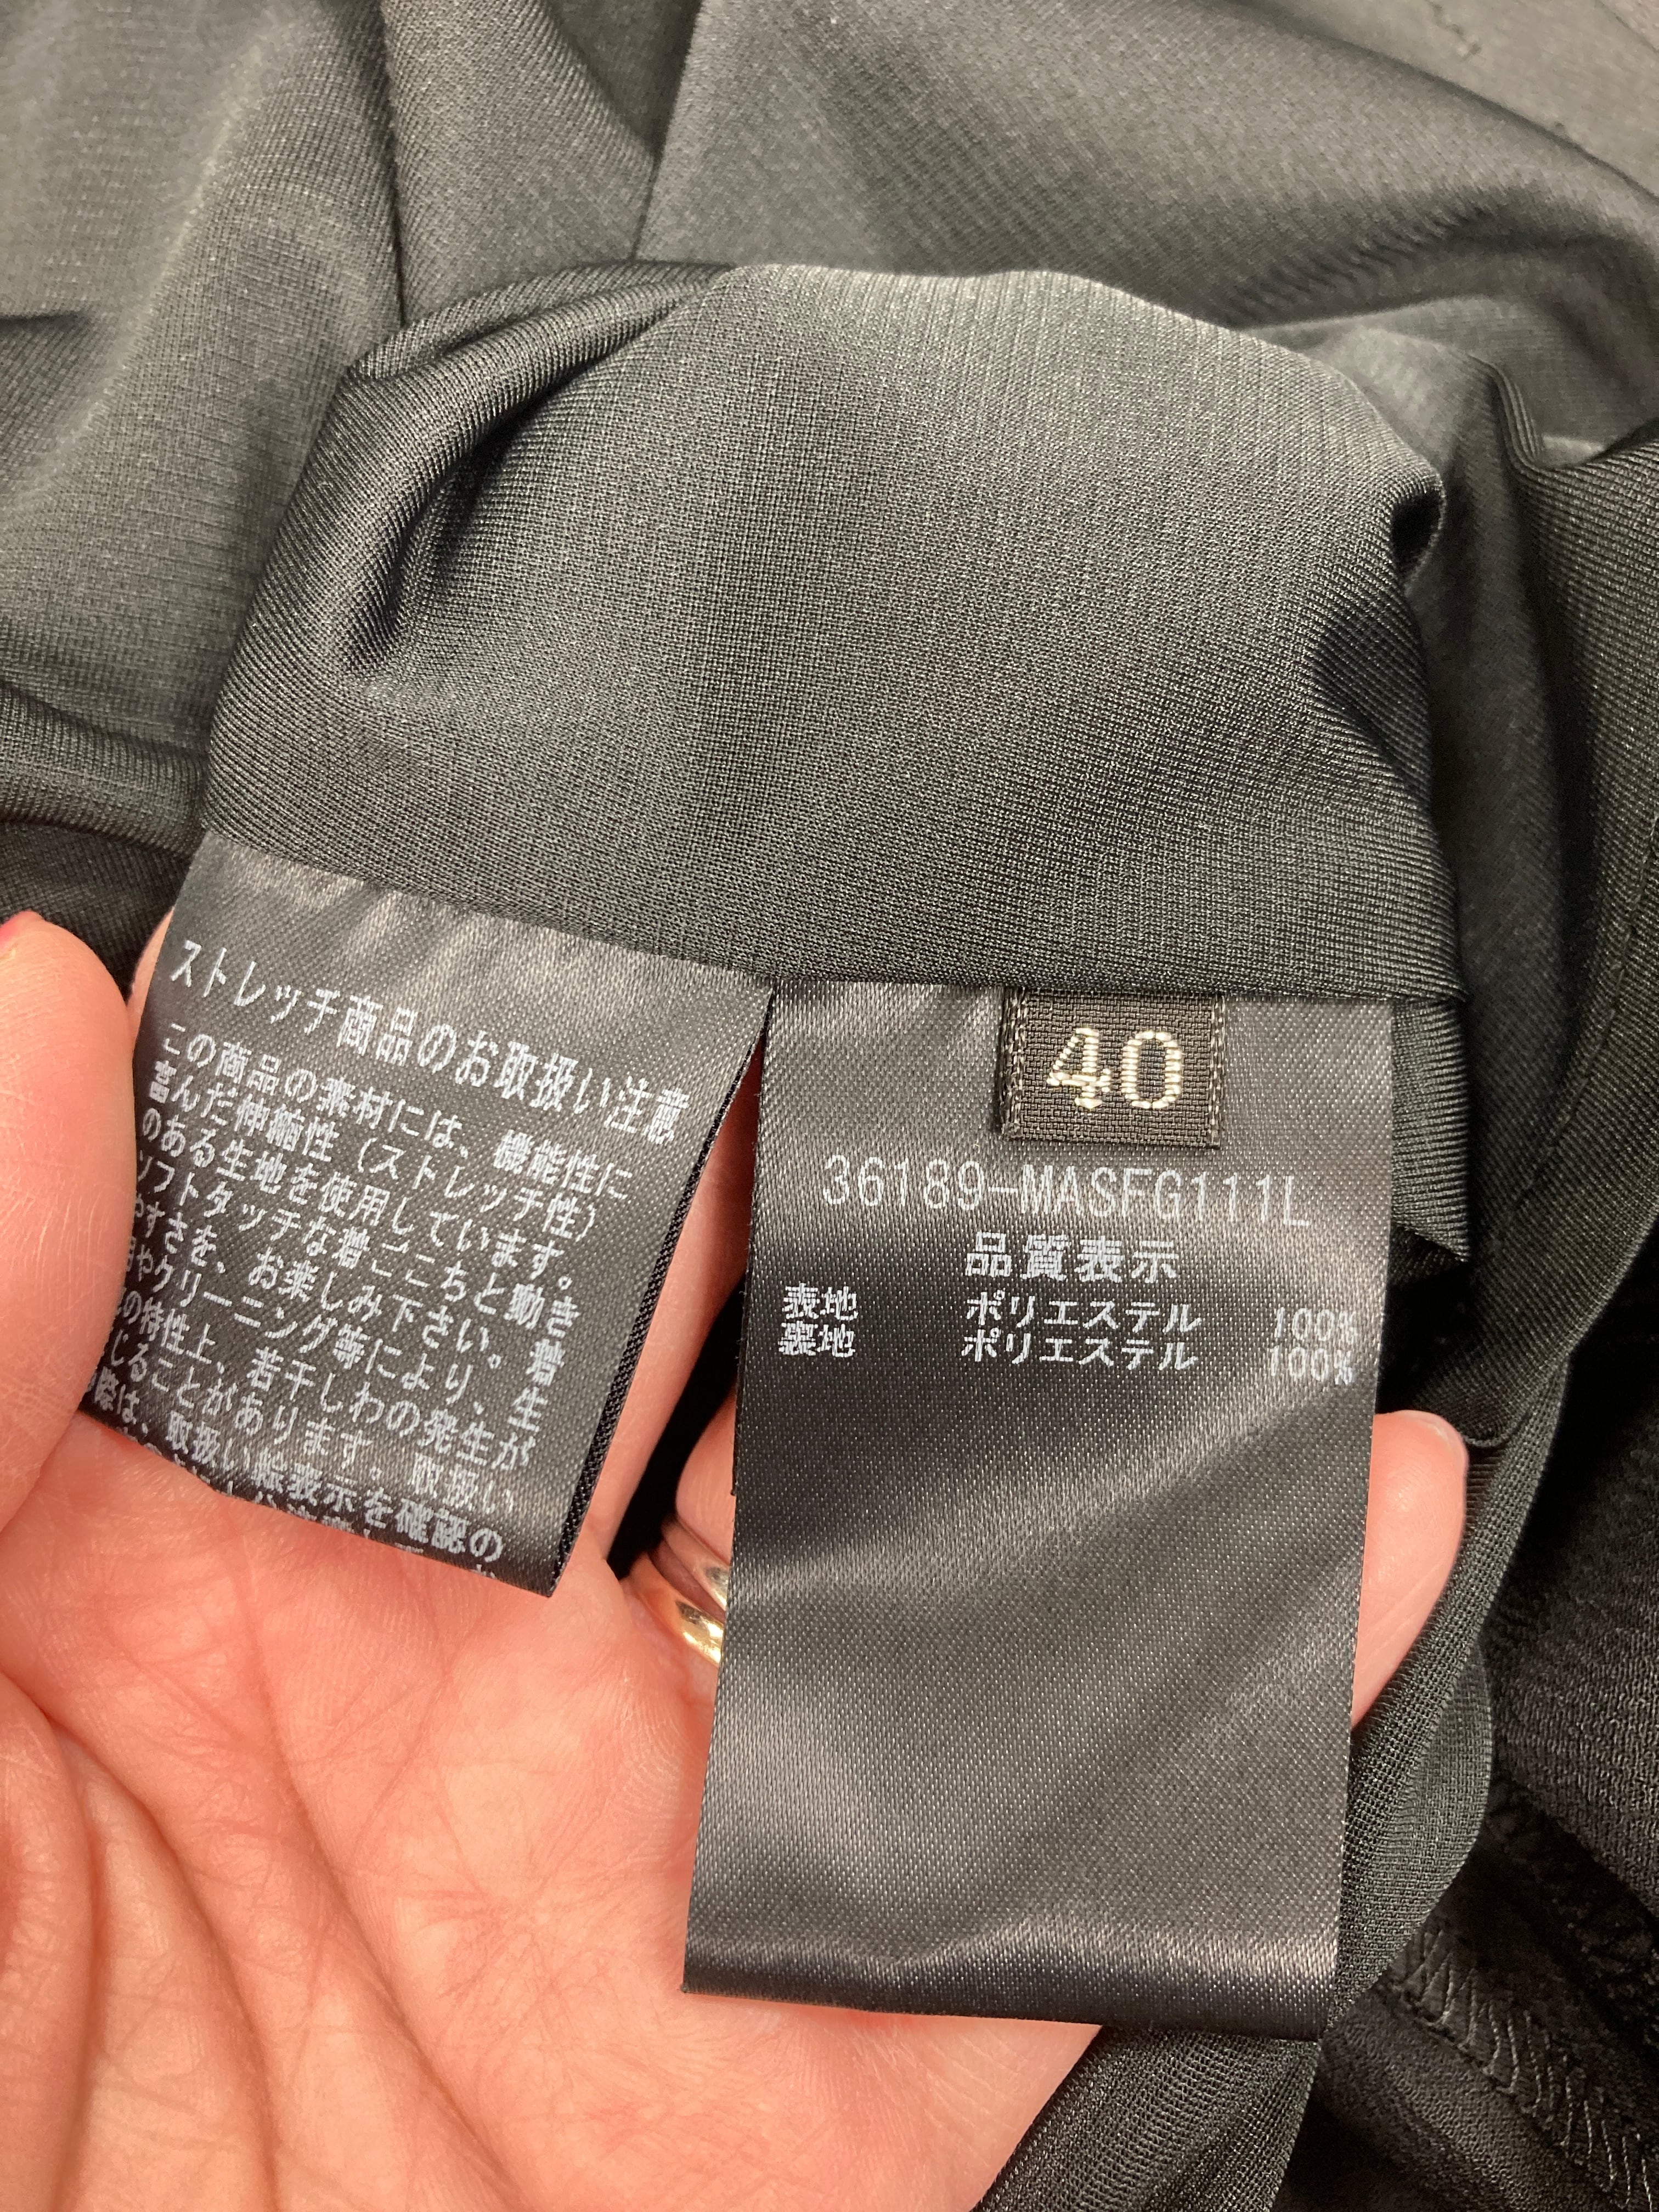 ストレッチ商品のお取扱い注意
この商品の素材には、機能性に
富んだ伸縮性(ストレッチ性)
のある生地を使用しています。
ソフトタッチな着ごこちと動き
やすさを、お楽しみ下さい。着
用やクリーニング等により、生
の特性上、若干しわの発生が
じることがあります。取扱い
際は、取扱い絵表示を確認の
40
36189-MASFG111L
品質表示
表地 ポリエステル 100%
裏地 ポリエステル 100%